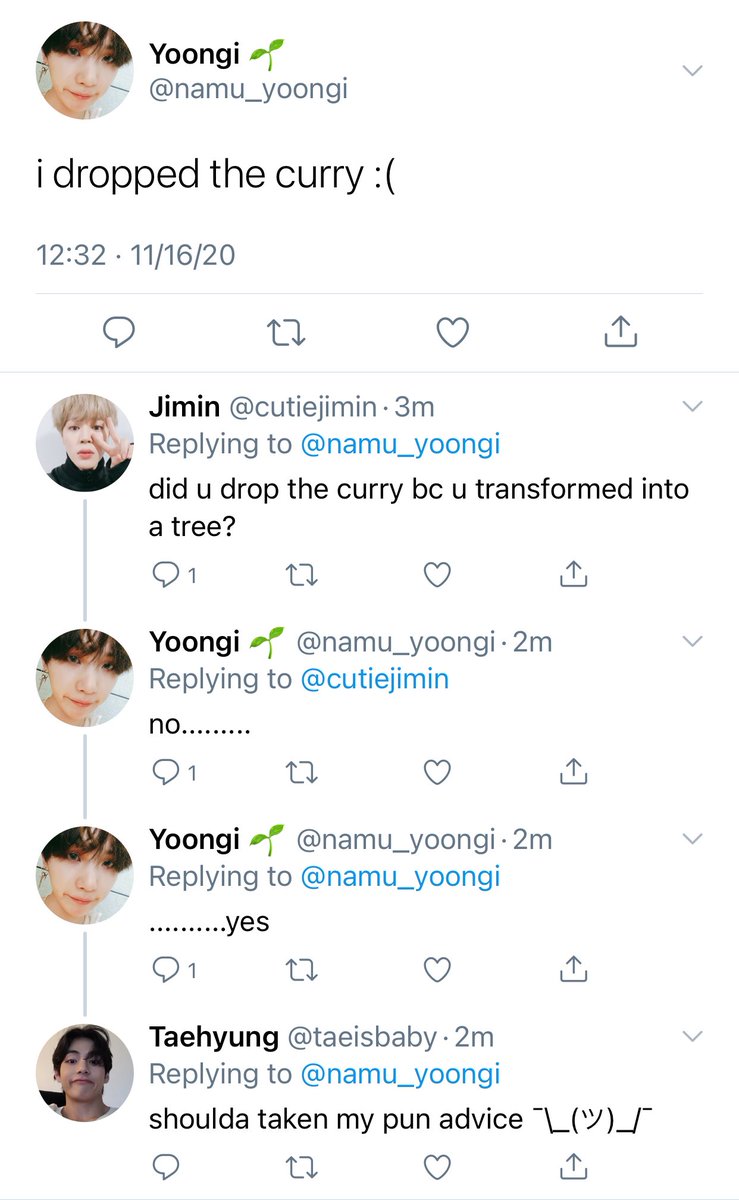 Yoongi 🌱
@namu_yoongi
i dropped the curry :(
12:32 · 11/16/20
Jimin @cutiejimin · 3m
Replying to @namu_yoongi
did u drop the curry bc u transformed into
a tree?
1
Yoongi 🌱 @namu_yoongi · 2m
Replying to @cutiejimin
no.........
1
Yoongi 🌱 @namu_yoongi · 2m
Replying to @namu_yoongi
..........yes
1
Taehyung @taeisbaby · 2m
Replying to @namu_yoongi
shoulda taken my pun advice ¯\_(ツ)_/¯